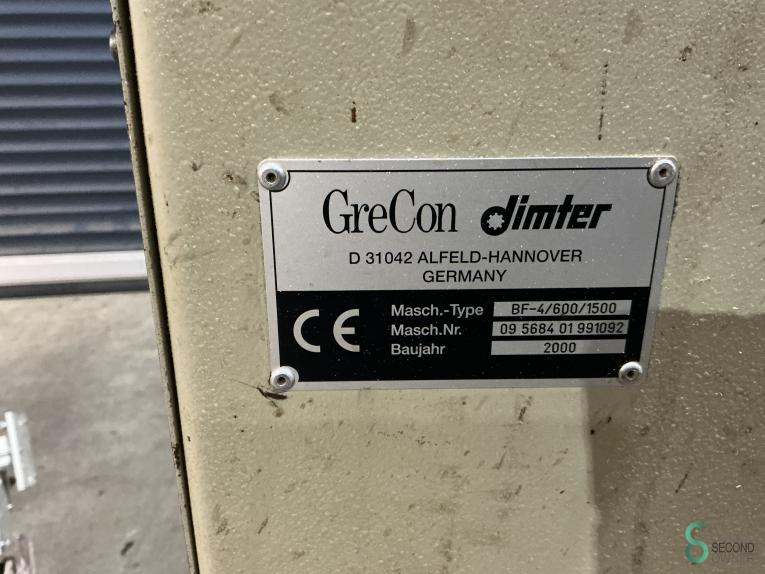 GreCon dimter
D 31042 ALFELD-HANNOVER
GERMANY
CE
Masch.-Type BF-4/600/1500
Masch.Nr. 09 5684 01 991092
Baujahr 2000
SECOND